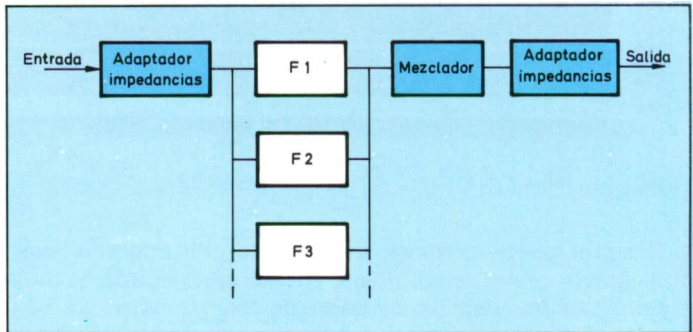 Entrada
Adaptador
impedancias
F 1
Mezclador
Adaptador
impedancias
Salida
F 2
F 3